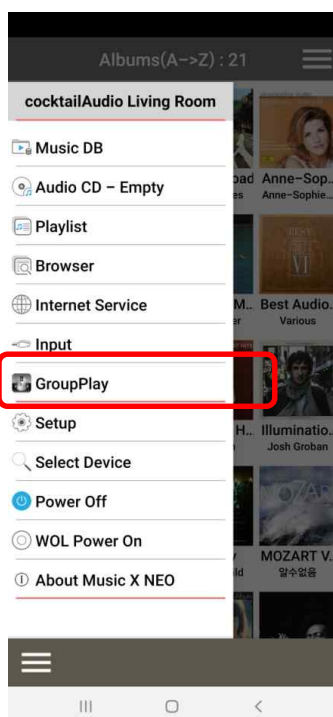 Albums(A->Z) : 21
cocktailAudio Living Room
Music DB
Audio CD – Empty
Playlist
Browser
Internet Service
Input
GroupPlay
Setup
Select Device
Power Off
WOL Power On
About Music X NEO
Anne-Sop..
Anne-Sophie...
BEST
VI
Best Audio.
Various
Illuminatio..
Josh Groban
MOZART V.
알수없음